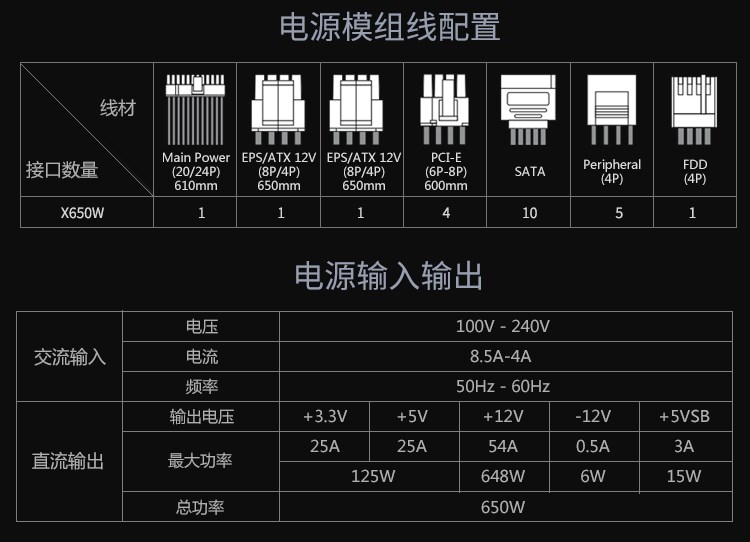 电源模组线配置
线材
接口数量
Main Power
(20/24P)
610mm
EPS/ATX 12V
(8P/4P)
650mm
EPS/ATX 12V
(8P/4P)
650mm
PCI-E
(6P-8P)
600mm
SATA
Peripheral
(4P)
FDD
(4P)
X650W 1 1 1 4 10 5 1
电源输入输出
交流输入
电压 100V - 240V
电流 8.5A-4A
频率 50Hz - 60Hz
直流输出
输出电压 +3.3V +5V +12V -12V +5VSB
最大功率
25A 25A 54A 0.5A 3A
125W 648W 6W 15W
总功率 650W